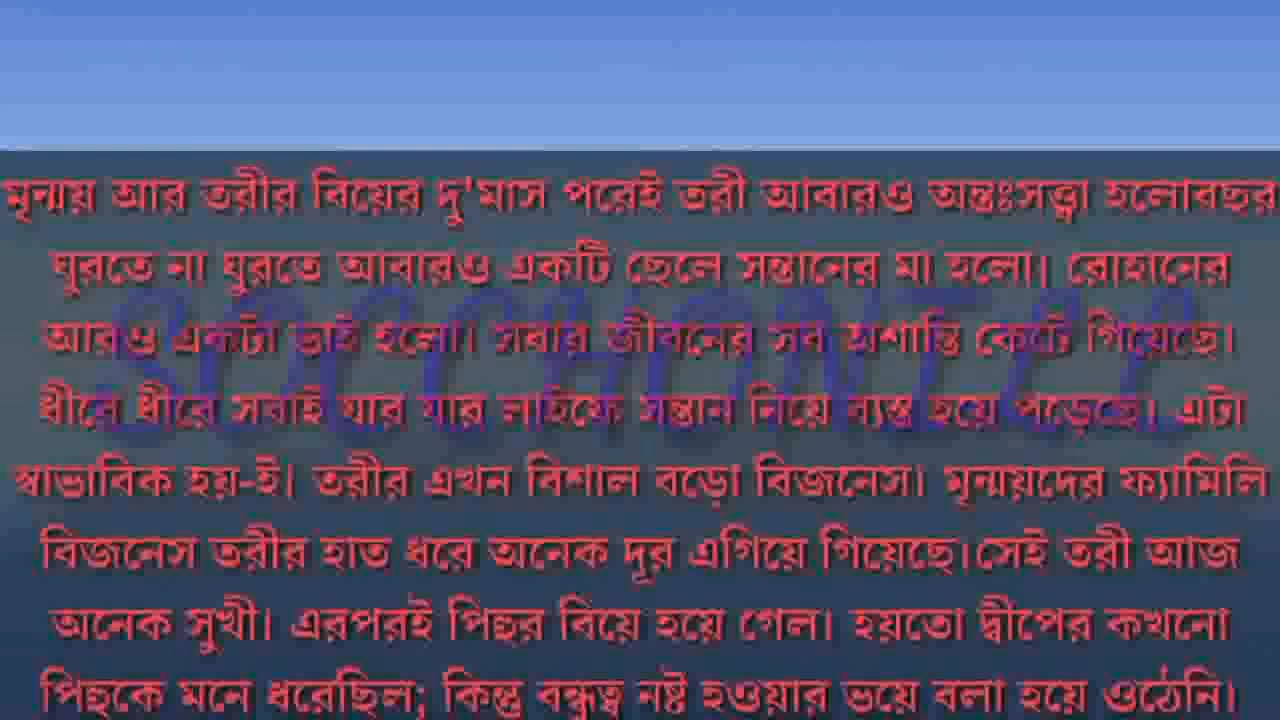 মৃন্ময় আর তরীর বিয়ের দু'মাস পরেই তরী আবারও অন্তঃসত্ত্বা হলোবছর
ঘুরতে না ঘুরতে আবারও একটি ছেলে সন্তানের মা হলো। রোহানের
আরও একটা ভাই হলো। সবার জীবনের সব অশান্তি কেটে গিয়েছে।
ধীরে ধীরে সবাই যার যার লাইফে সন্তান নিয়ে ব্যস্ত হয়ে পড়েছে। এটা
স্বাভাবিক হয়-ই। তরীর এখন বিশাল বড়ো বিজনেস। মৃন্ময়দের ফ্যামিলি
বিজনেস তরীর হাত ধরে অনেক দূর এগিয়ে গিয়েছে।সেই তরী আজ
অনেক সুখী। এরপরই পিহুর বিয়ে হয়ে গেল। হয়তো দ্বীপের কখনো
পিহুকে মনে ধরেছিল; কিন্তু বন্ধুত্ব নষ্ট হওয়ার ভয়ে বলা হয়ে ওঠেনি।